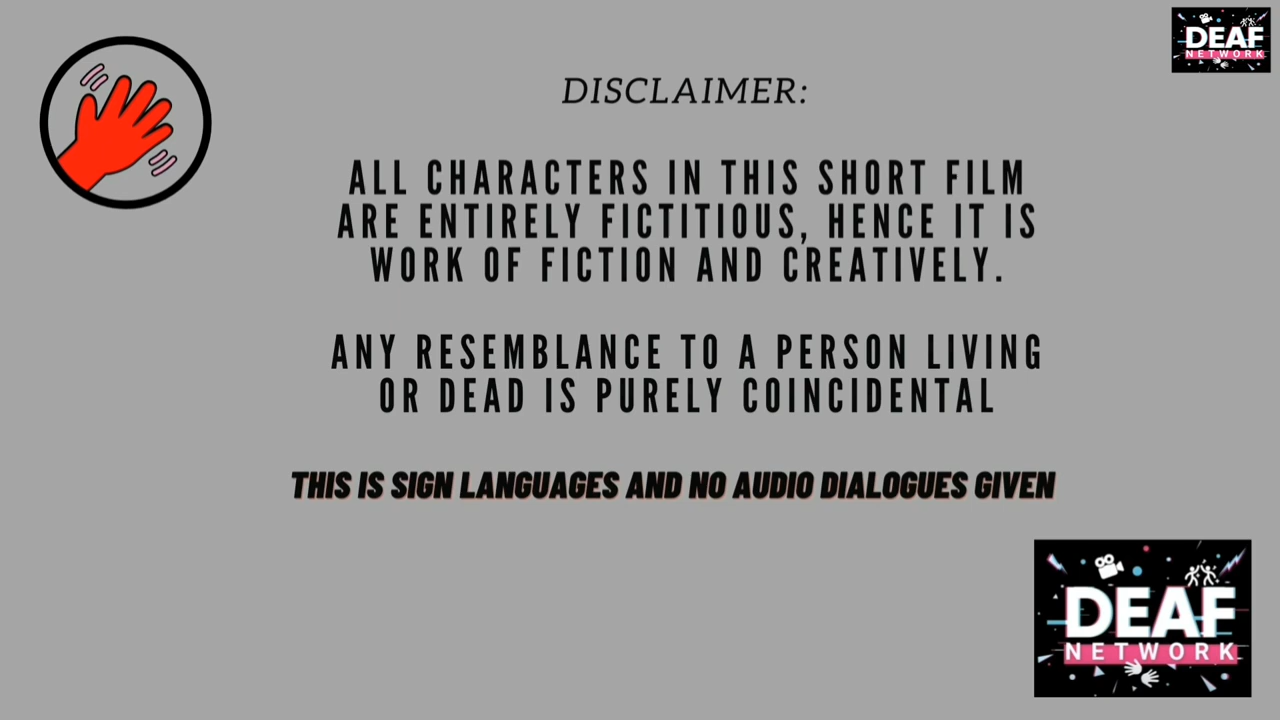 DEAF
NETWORK
DISCLAIMER:
ALL CHARACTERS IN THIS SHORT FILM
ARE ENTIRELY FICTITIOUS, HENCE IT IS
WORK OF FICTION AND CREATIVELY.
ANY RESEMBLANCE TO A PERSON LIVING
OR DEAD IS PURELY COINCIDENTAL
THIS IS SIGN LANGUAGES AND NO AUDIO DIALOGUES GIVEN
DEAF
NETWORK